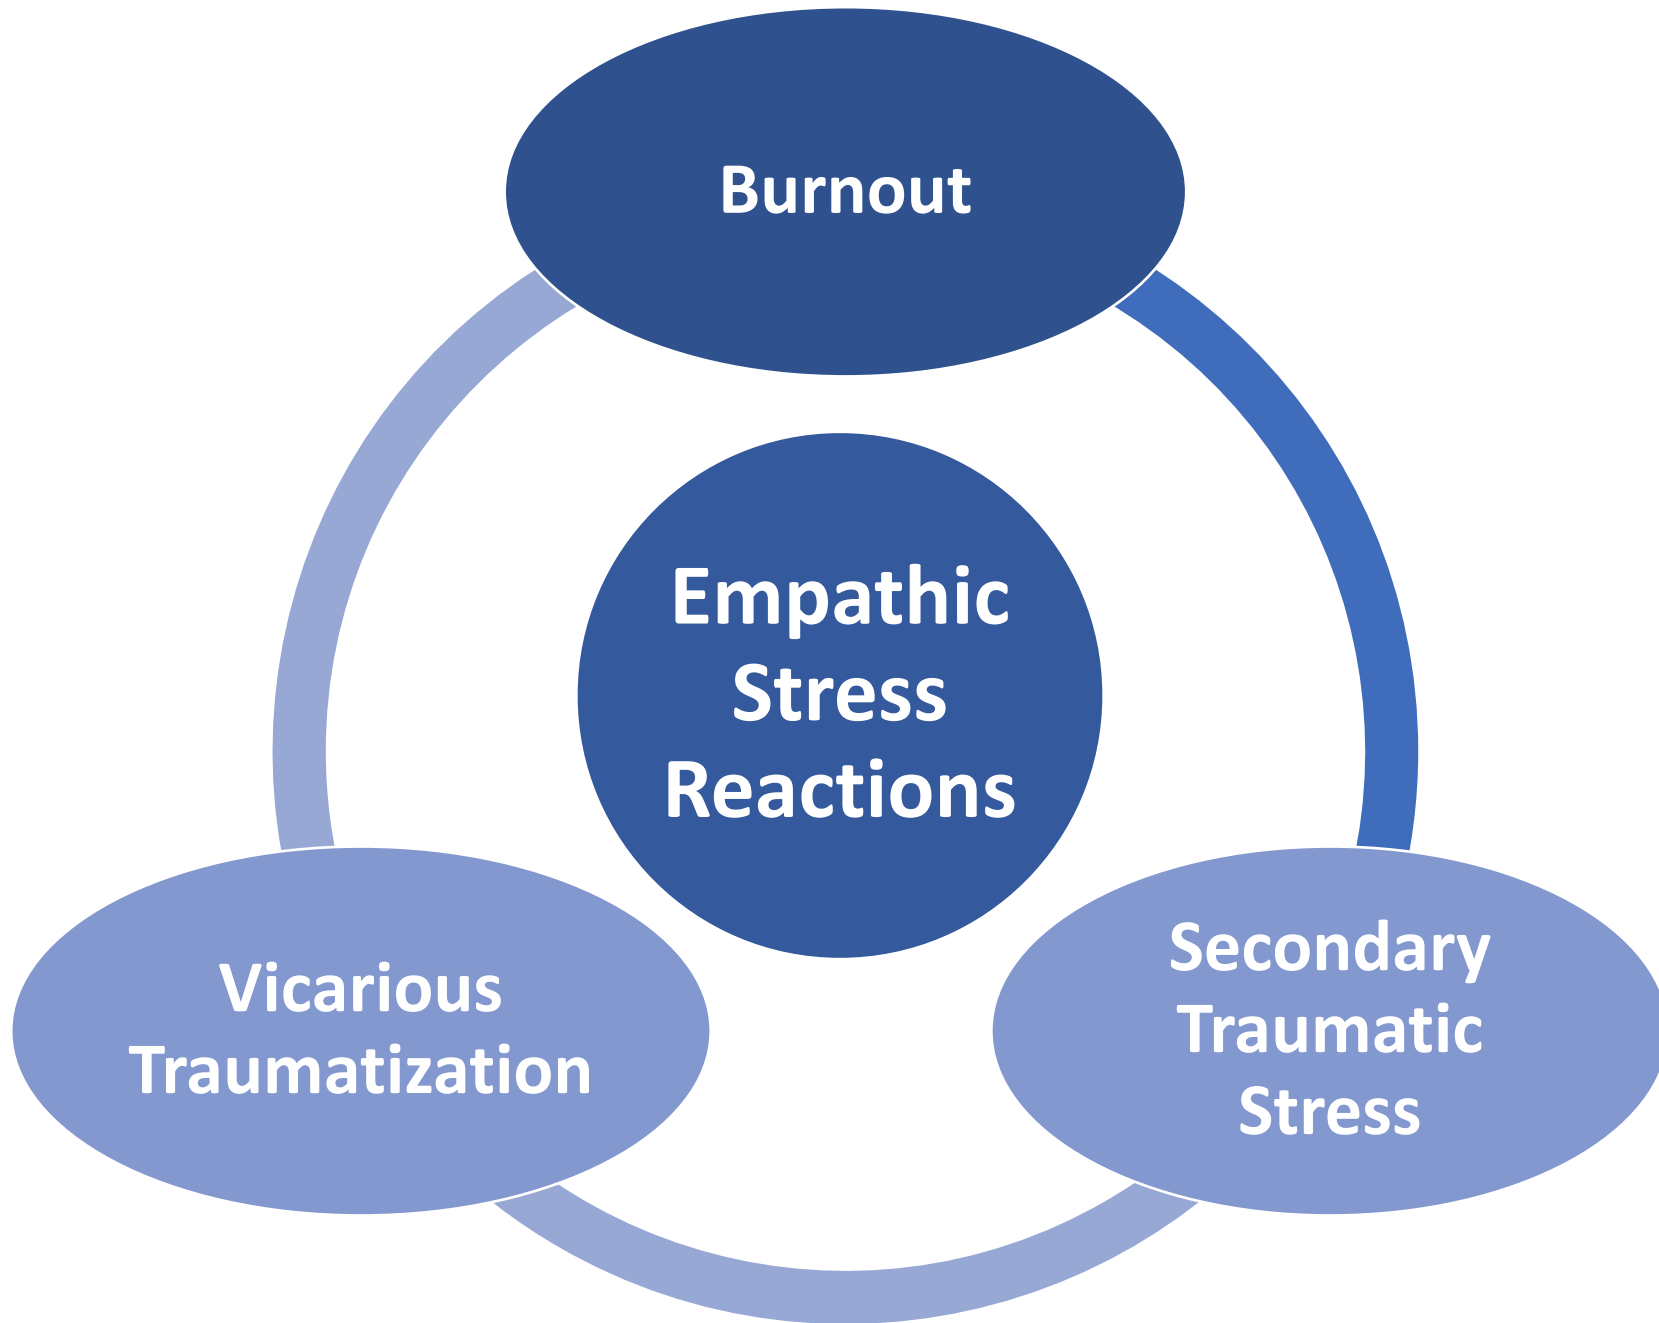 Burnout
Empathic
Stress
Reactions
Vicarious
Traumatization
Secondary
Traumatic
Stress